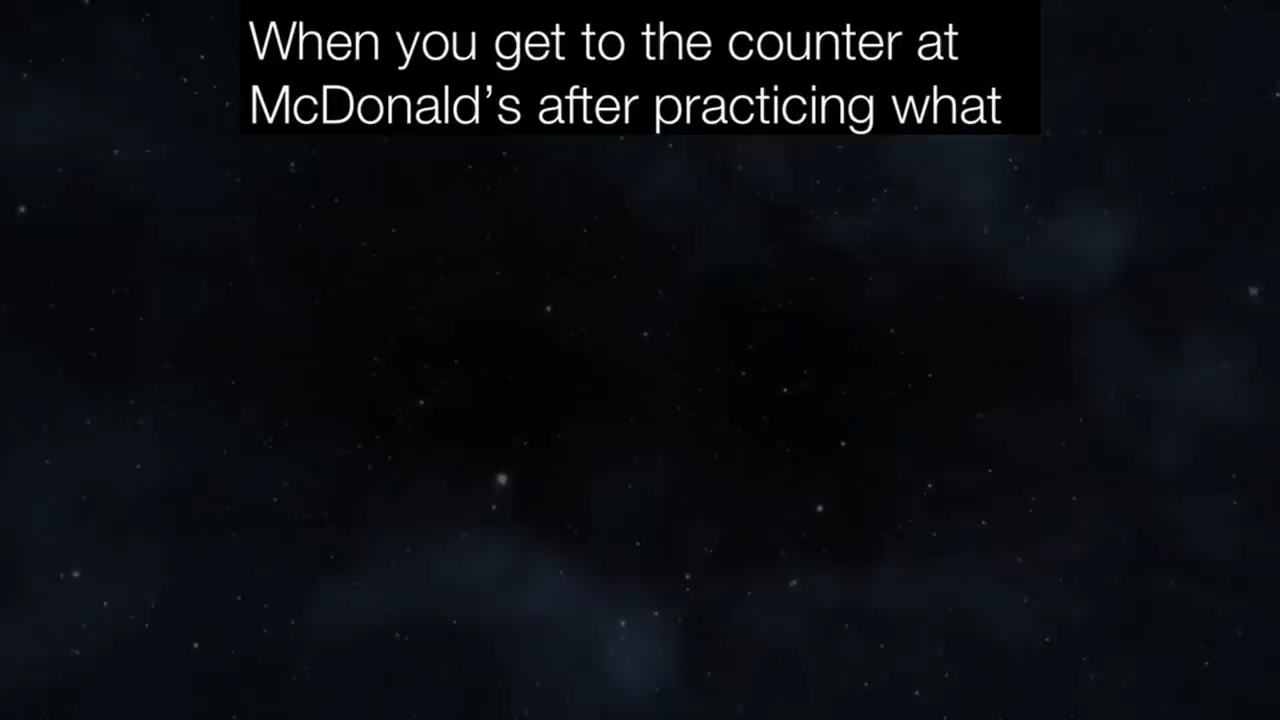 When you get to the counter at
McDonald’s after practicing what